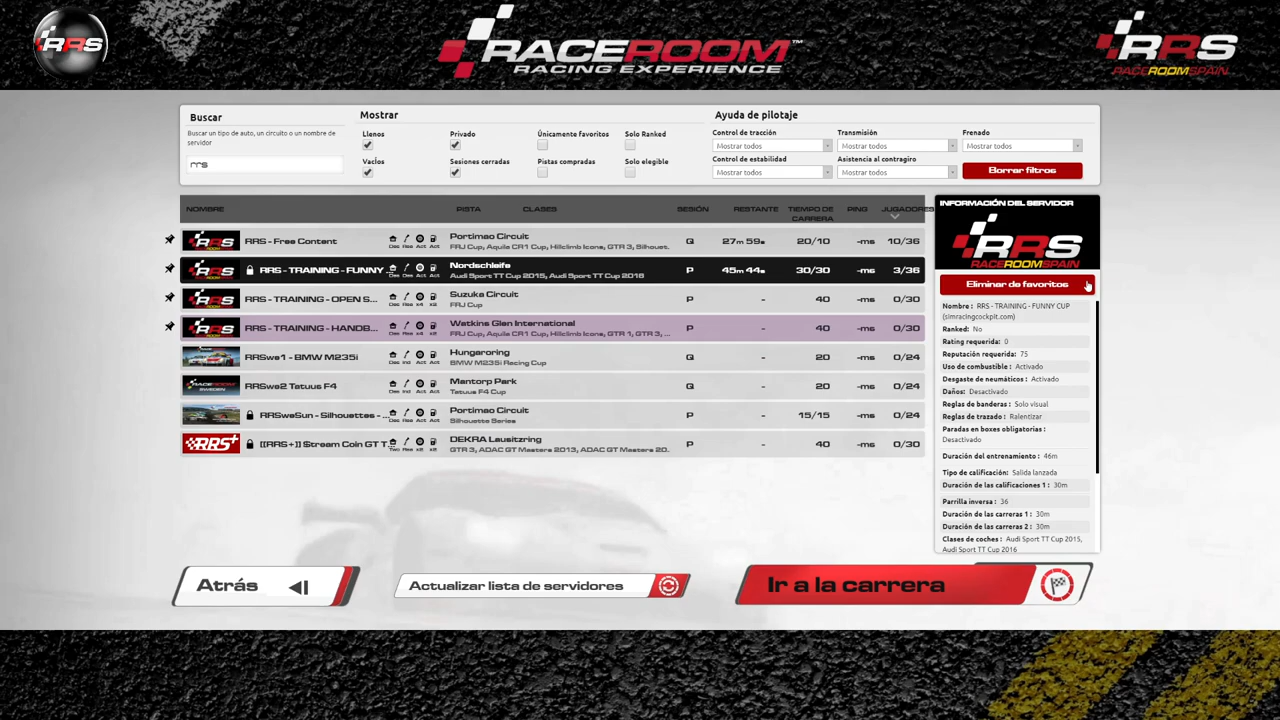 RRS
RACEROOM™
RACING EXPERIENCE
RRS
RACEROOMSPAIN
Buscar
Buscar un tipo de auto, un circuito o un nombre de servidor
rrs
Mostrar
Llenos Privado Únicamente favoritos Solo Ranked
Vacíos Sesiones cerradas Pistas compradas Solo elegible
Ayuda de pilotaje
Control de tracción Transmisión Frenado
Mostrar todos Mostrar todos Mostrar todos
Control de estabilidad Asistencia al contragiro
Mostrar todos Mostrar todos Borrar filtros
NOMBRE PISTA CLASES SESIÓN RESTANTE TIEMPO DE CARRERA PING JUGADORES
RRS - Free Content Portimao Circuit Q 27m 59s 20/10 -ms 10/36
FRJ Cup, Aquila CR1 Cup, Hillclimb Icons, GTR 3, Silhouet.
RRS - TRAINING - FUNNY Nordschleife P 45m 44s 30/30 -ms 3/36
Audi Sport TT Cup 2015, Audi Sport TT Cup 2016
RRS - TRAINING - OPEN S... Suzuka Circuit P - 40 -ms 0/30
FRJ Cup
RRS - TRAINING - HANDB... Watkins Glen International P - 40 -ms 0/30
FRJ Cup, Aquila CR1 Cup, Hillclimb Icons, GTR 1, GTR 3, ...
RRSwe1 - BMW M235i Hungaroring Q - 20 -ms 0/24
BMW M235i Racing Cup
RRSwe2 Tatuus F4 Mantorp Park Q - 20 -ms 0/24
Tatuus F4 Cup
RRSweSun - Silhouettes - ... Portimao Circuit P - 15/15 -ms 0/24
Silhouette Series
[[RRS+]] Stream Coin GT T. DEKRA Lausitzring P - 40 -ms 0/30
GTR 3, ADAC GT Masters 2013, ADAC GT Masters 20.
INFORMACIÓN DEL SERVIDOR
RRS
RACEROOMSPAIN
Eliminar de favoritos
Nombre : RRS - TRAINING - FUNNY CUP
(simracingcockpit.com)
Ranked: No
Rating requerida: 0
Reputación requerida: 75
Uso de combustible : Activado
Desgaste de neumáticos : Activado
Daños: Desactivado
Reglas de banderas : Solo visual
Reglas de trazado : Ralentizar
Paradas en boxes obligatorias :
Desactivado
Duración del entrenamiento : 46m
Tipo de calificación: Salida lanzada
Duración de las calificaciones 1 : 30m
Parrilla inversa : 36
Duración de las carreras 1 : 30m
Duración de las carreras 2 : 30m
Clases de coches : Audi Sport TT Cup 2015,
Audi Sport TT Cup 2016
Atrás
Actualizar lista de servidores
Ir a la carrera